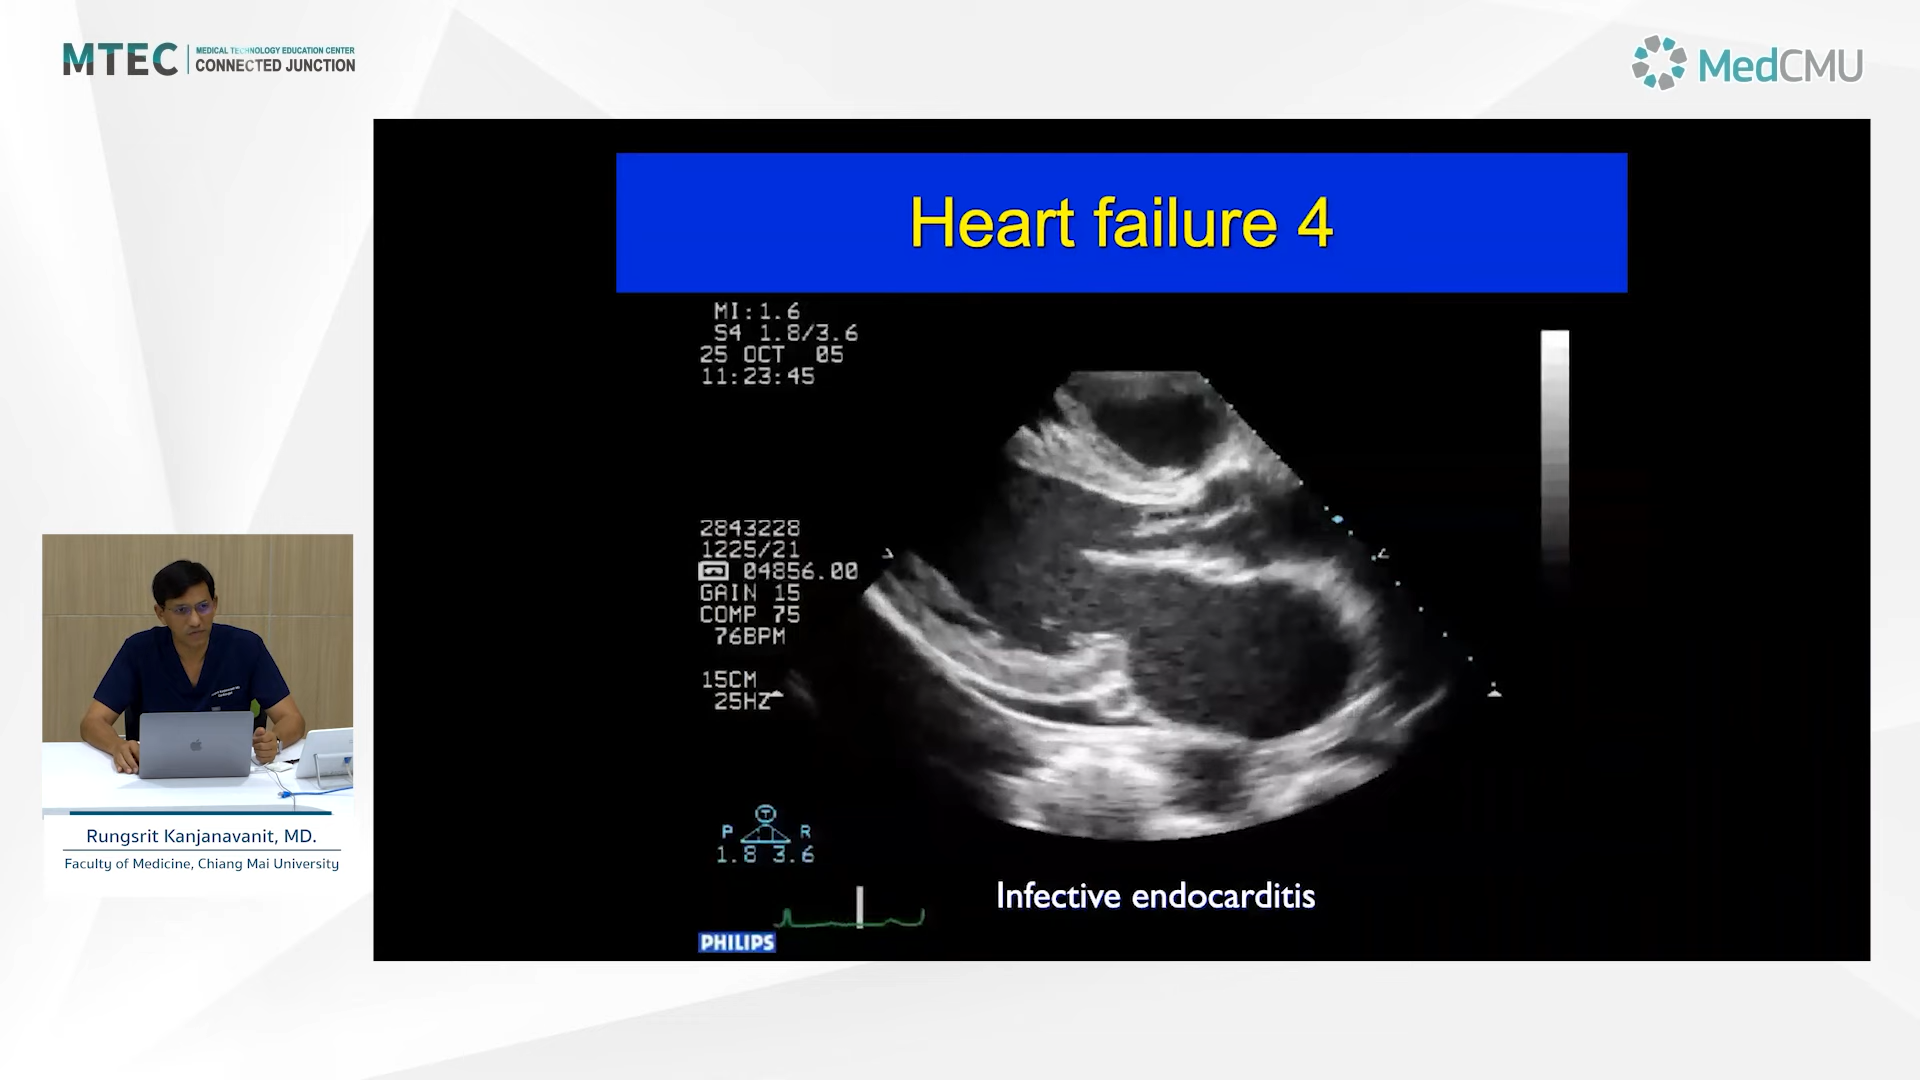 MTEC
MEDICAL TECHNOLOGY EDUCATION CENTER
CONNECTED JUNCTION
MedCMU
Heart failure 4
MI:1.6
S4 1.8/3.6
25 OCT 05
11:23:45
2843228
1225/21
04856.00
GAIN 15
COMP 75
76BPM
15CM
25HZ
T
P R
1.8 3.6
PHILIPS
Infective endocarditis
Rungsrit Kanjanavanit, MD.
Faculty of Medicine, Chiang Mai University